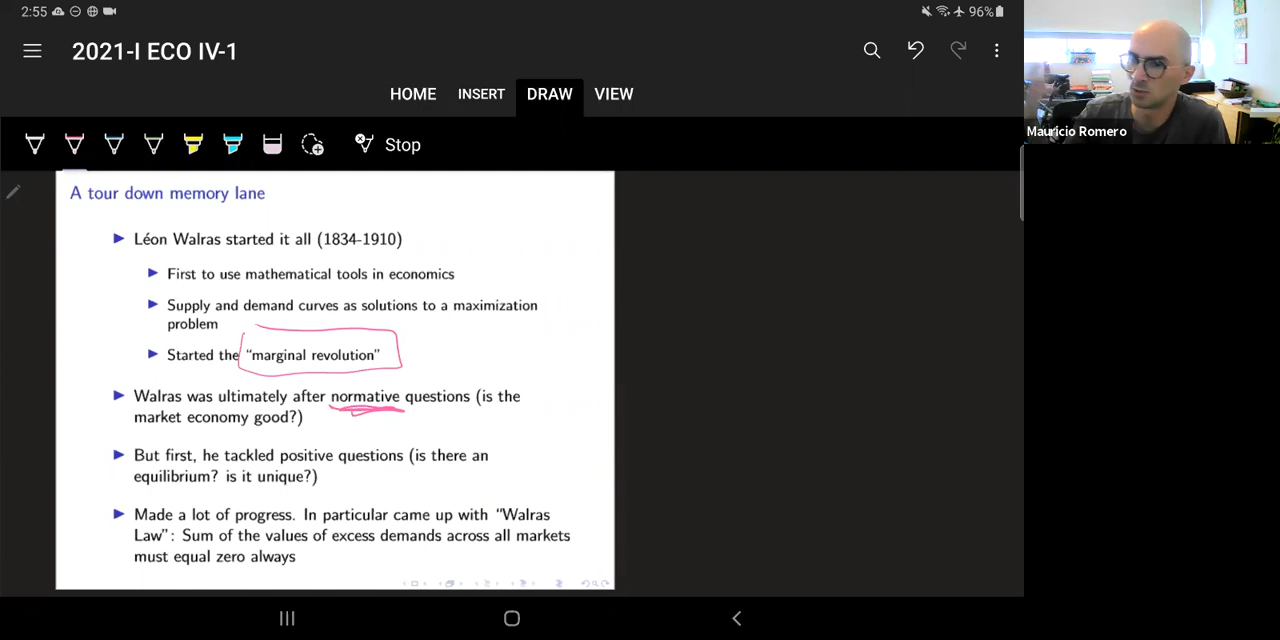 2:55
96%
2021-I ECO IV-1
HOME INSERT DRAW VIEW
Stop
Mauricio Romero
A tour down memory lane
Léon Walras started it all (1834-1910)
First to use mathematical tools in economics
Supply and demand curves as solutions to a maximization
problem
Started the “marginal revolution”
Walras was ultimately after normative questions (is the
market economy good?)
But first, he tackled positive questions (is there an
equilibrium? is it unique?)
Made a lot of progress. In particular came up with “Walras
Law”: Sum of the values of excess demands across all markets
must equal zero always